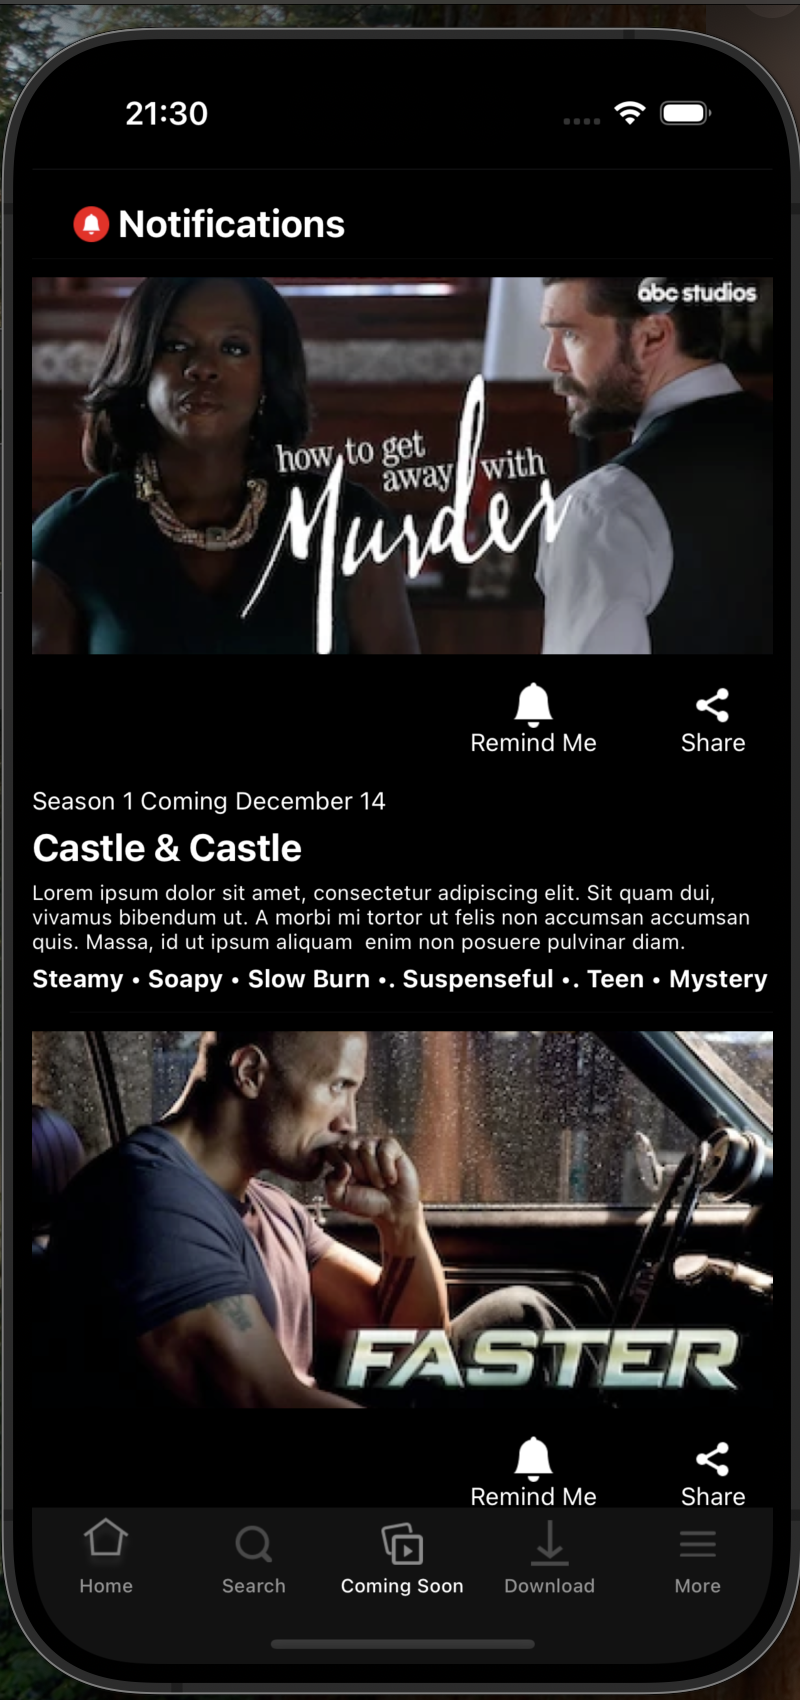 21:30
Notifications
abc studios
how to get
away with
Murder
Remind Me
Share
Season 1 Coming December 14
Castle & Castle
Lorem ipsum dolor sit amet, consectetur adipiscing elit. Sit quam dui,
vivamus bibendum ut. A morbi mi tortor ut felis non accumsan accumsan
quis. Massa, id ut ipsum aliquam  enim non posuere pulvinar diam.
Steamy • Soapy • Slow Burn •. Suspenseful •. Teen • Mystery
FASTER
Remind Me
Share
Home
Search
Coming Soon
Download
More